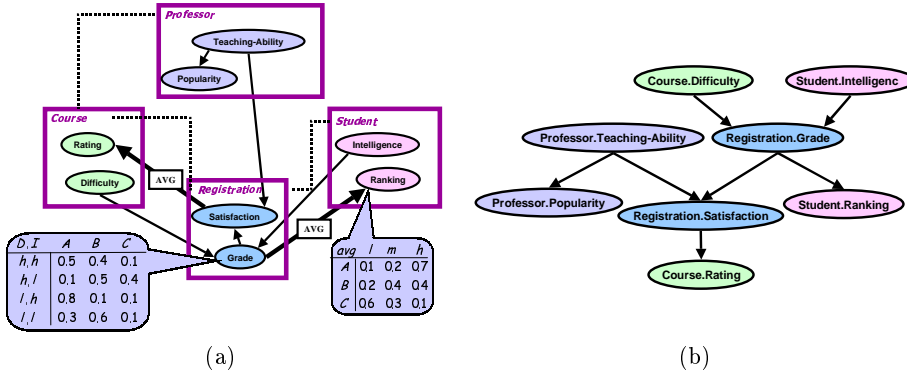 Professor
Teaching-Ability
Popularity
Course
Rating
Difficulty
Student
Intelligence
Ranking
Registration
Satisfaction
Grade
AVG
AVG
D,I A B C
h,h 0.5 0.4 0.1
h,l 0.1 0.5 0.4
l,h 0.8 0.1 0.1
l,l 0.3 0.6 0.1
avg l m h
A 0.1 0.2 0.7
B 0.2 0.4 0.4
C 0.6 0.3 0.1
(a)
Course.Difficulty
Student.Intelligenc
Professor.Teaching-Ability
Registration.Grade
Professor.Popularity
Registration.Satisfaction
Student.Ranking
Course.Rating
(b)